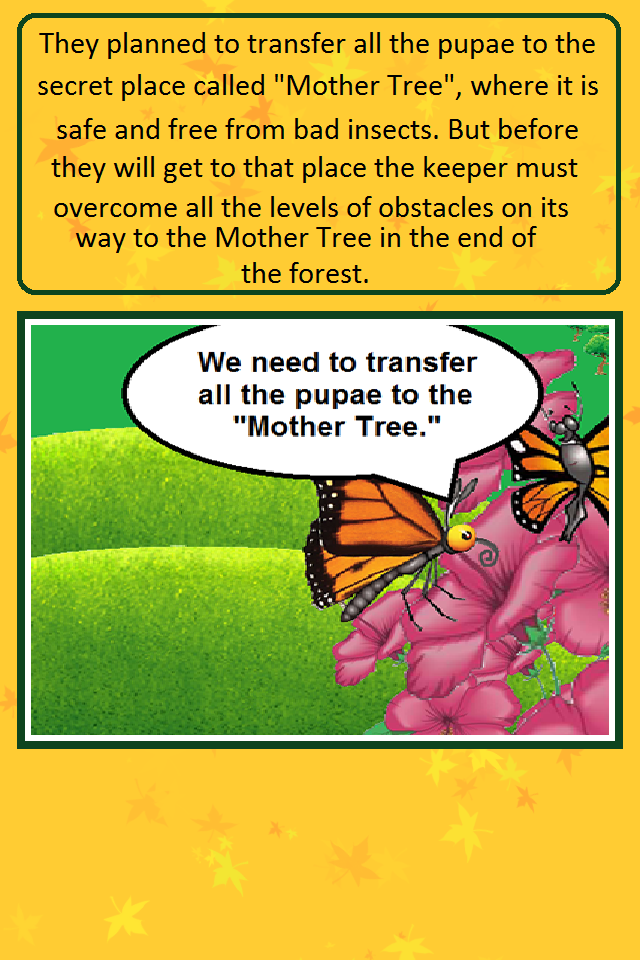 They planned to transfer all the pupae to the
secret place called "Mother Tree", where it is
safe and free from bad insects. But before
they will get to that place the keeper must
overcome all the levels of obstacles on its
way to the Mother Tree in the end of
the forest.
We need to transfer
all the pupae to the
"Mother Tree."